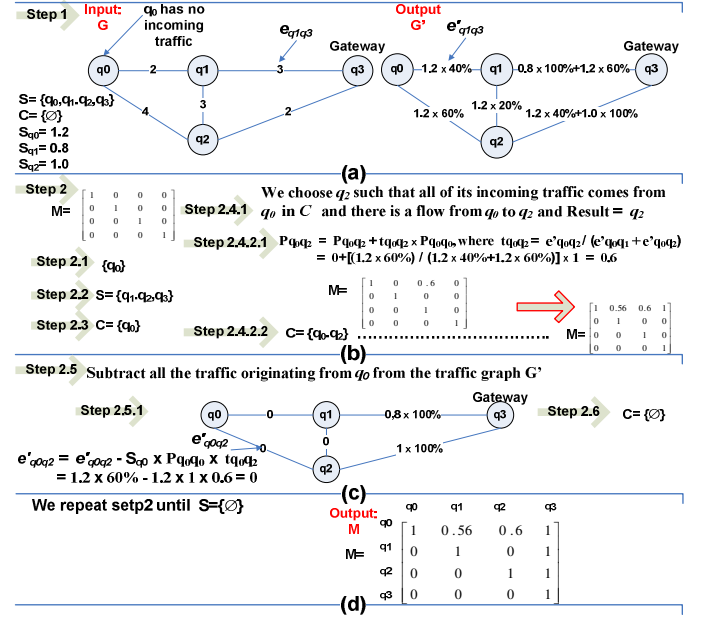 Step 1
Input:
G
q0 has no
incoming
traffic
eq1q3
Output
G'
e'q1q3
Gateway
Gateway
q0
2
q1
3
q3
4
3
2
q2
q0
1.2 x 40%
q1
0.8 x 100%+1.2 x 60%
q3
1.2 x 60%
1.2 x 20%
1.2 x 40%+1.0 x 100%
q2
S= {q0,q1.q2,q3}
C= {∅}
Sq0= 1.2
Sq1= 0.8
Sq2= 1.0
(a)
Step 2
M=
1 0 0 0
0 1 0 0
0 0 1 0
0 0 0 1
Step 2.1
{q0}
Step 2.2
S={q1.q2,q3}
Step 2.3
C= {q0}
Step 2.4.1
We choose q2 such that all of its incoming traffic comes from
q0 in C and there is a flow from q0 to q2 and Result = q2
Step 2.4.2.1
Pq0q2 = Pq0q2 + tq0q2 x Pq0q0, where tq0q2 = e'q0q2 / (e'q0q1 + e'q0q2)
= 0+[(1.2 x 60%) / (1.2 x 40%+1.2 x 60%)] x 1 = 0.6
M=
1 0 0.6 0
0 1 0 0
0 0 1 0
0 0 0 1
Step 2.4.2.2
C= {q0.q2}
M=
1 0.56 0.6 1
0 1 0 0
0 0 1 0
0 0 0 1
(b)
Step 2.5
Subtract all the traffic originating from q0 from the traffic graph G'
Step 2.5.1
q0
0
q1
0,8 x 100%
Gateway
q3
e'q0q2
0
0
1 x 100%
q2
Step 2.6
C= {∅}
e'q0q2 = e'q0q2 - Sq0 x Pq0q0 x tq0q2
= 1.2 x 60% - 1.2 x 1 x 0.6 = 0
(c)
We repeat setp2 until S={∅}
Output:
M
M=
q0 q1 q2 q3
q0 1 0.56 0.6 1
q1 0 1 0 1
q2 0 0 1 1
q3 0 0 0 1
(d)